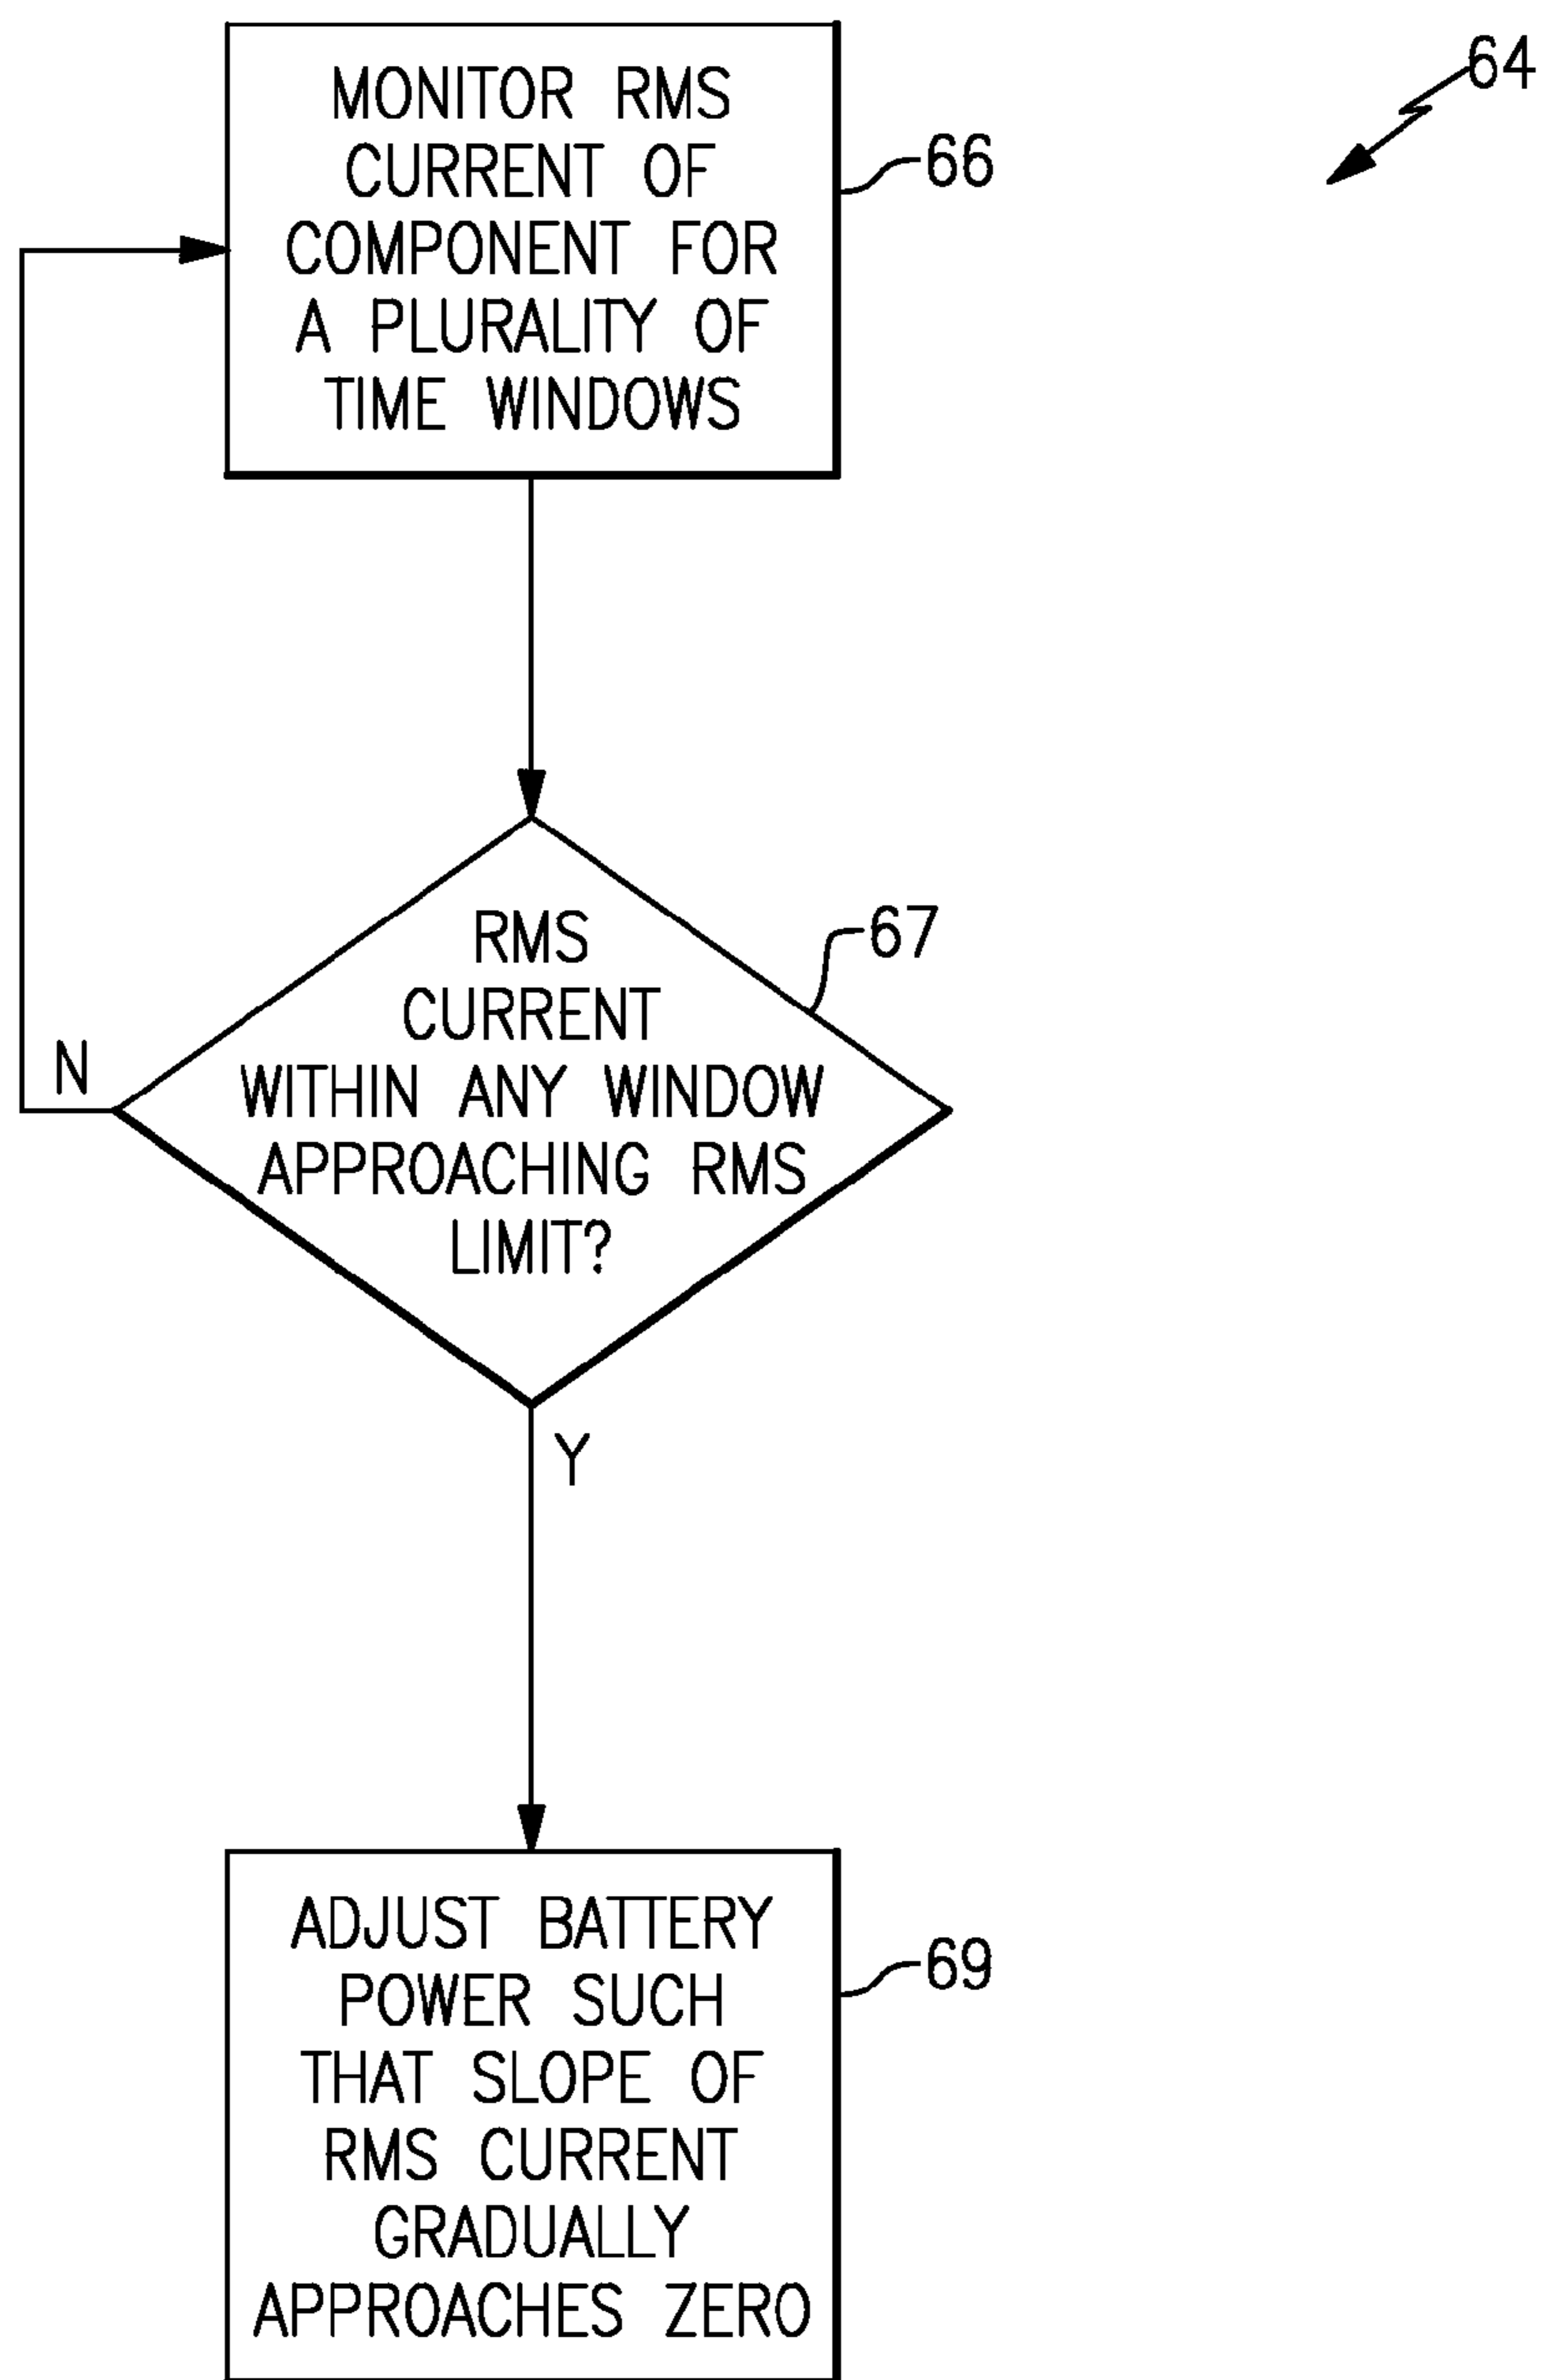 64
MONITOR RMS
CURRENT OF
COMPONENT FOR
A PLURALITY OF
TIME WINDOWS
66
RMS
CURRENT
WITHIN ANY WINDOW
APPROACHING RMS
LIMIT?
67
N
Y
ADJUST BATTERY
POWER SUCH
THAT SLOPE OF
RMS CURRENT
GRADUALLY
APPROACHES ZERO
69